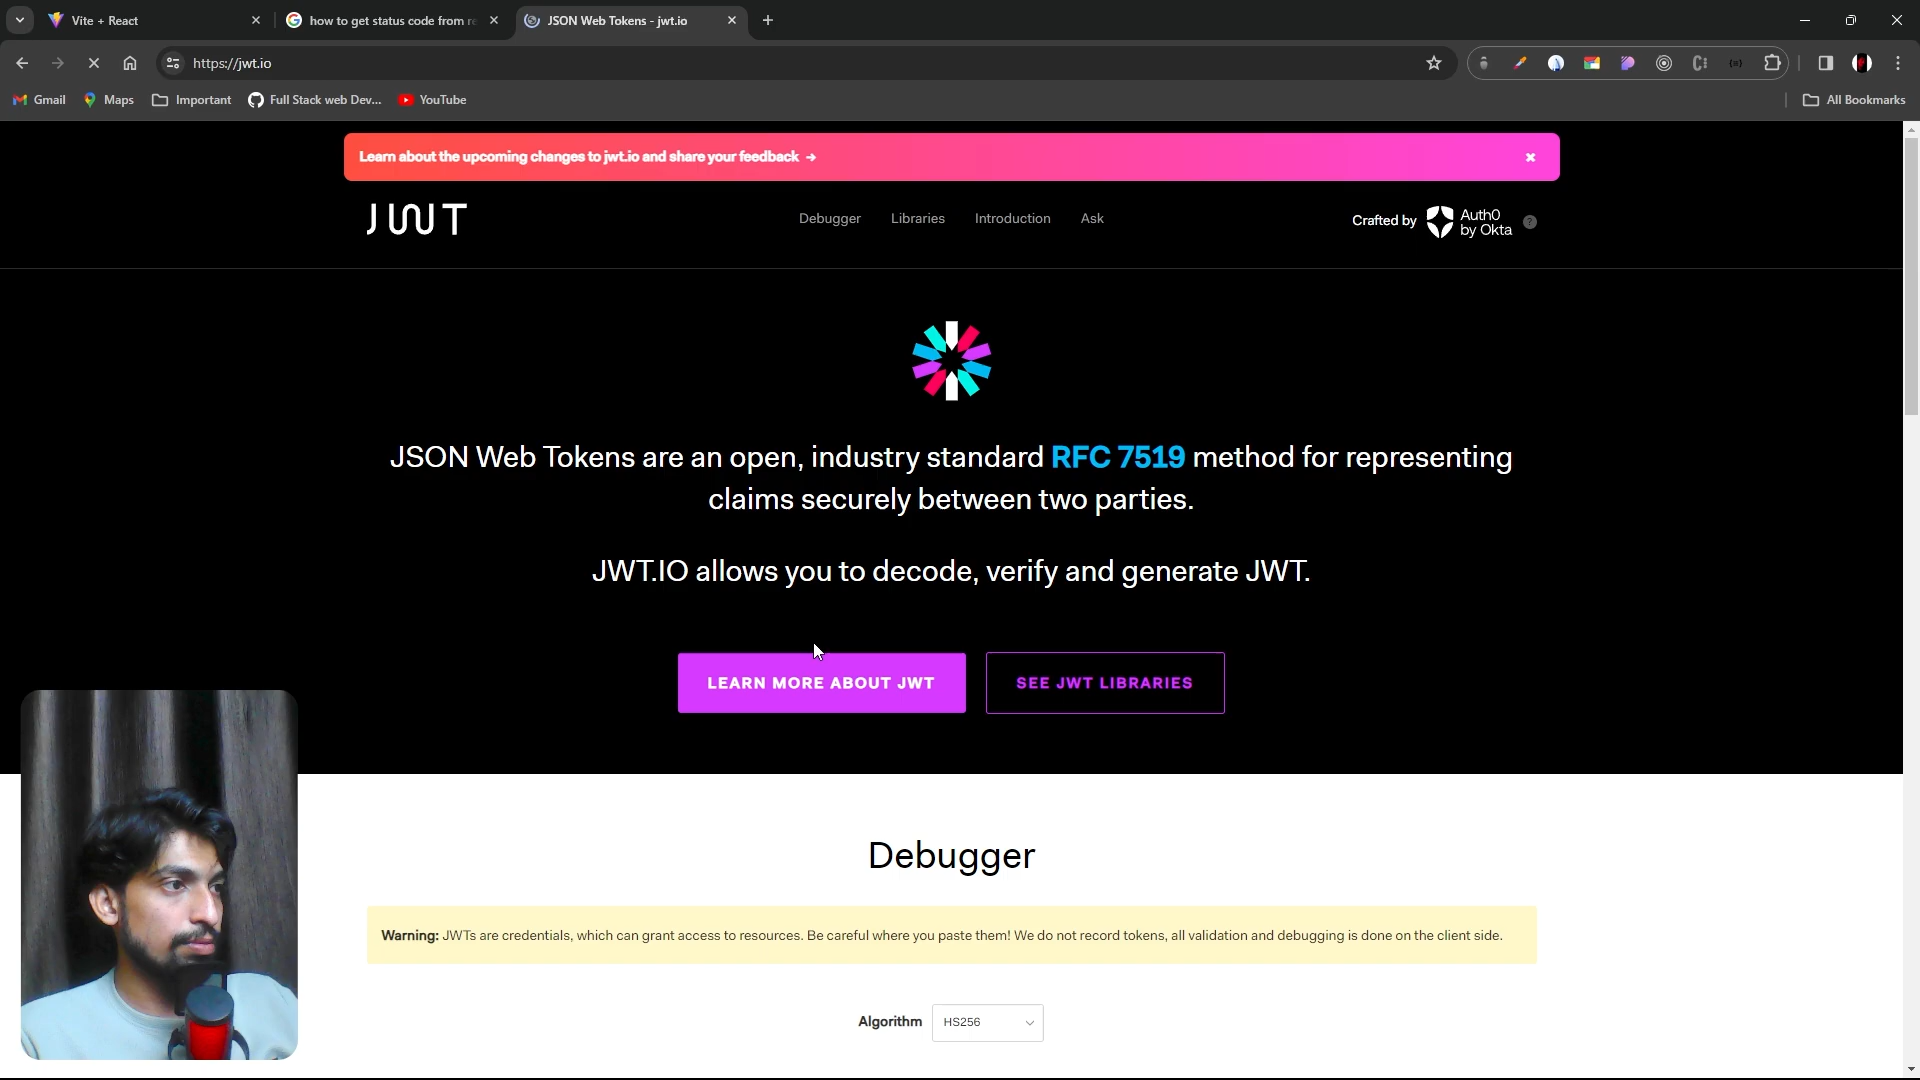 Vite + React
how to get status code from re
JSON Web Tokens - jwt.io
https://jwt.io
Gmail
Maps
Important
Full Stack web Dev...
YouTube
All Bookmarks
Learn about the upcoming changes to jwt.io and share your feedback →
JWT
Debugger
Libraries
Introduction
Ask
Crafted by
Auth0
by Okta
?
JSON Web Tokens are an open, industry standard RFC 7519 method for representing
claims securely between two parties.
JWT.IO allows you to decode, verify and generate JWT.
LEARN MORE ABOUT JWT
SEE JWT LIBRARIES
Debugger
Warning: JWTs are credentials, which can grant access to resources. Be careful where you paste them! We do not record tokens, all validation and debugging is done on the client side.
Algorithm
HS256